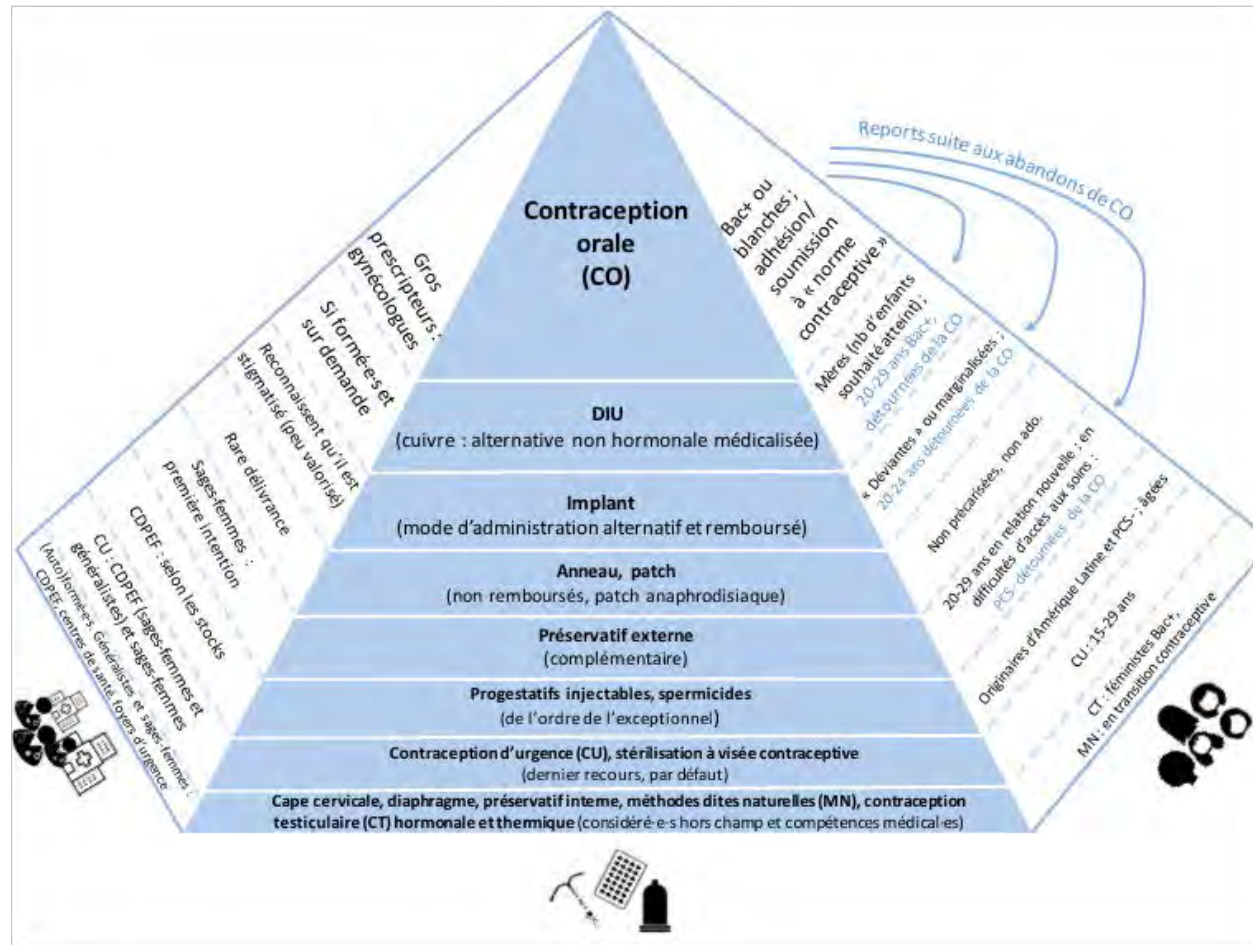 Reports suite aux abandons de CO
Contraception
orale
(CO)
DIU
(cuivre : alternative non hormonale médicalisée)
Implant
(mode d'administration alternatif et remboursé)
Anneau, patch
(non remboursés, patch anaphrodisiaque)
Préservatif externe
(complémentaire)
Progestatifs injectables, spermicides
(de l'ordre de l'exceptionnel)
Contraception d'urgence (CU), stérilisation à visée contraceptive
(dernier recours, par défaut)
Cape cervicale, diaphragme, préservatif interne, méthodes dites naturelles (MN), contraception
testiculaire (CT) hormonale et thermique (considéré·e·s hors champ et compétences médical·es)
Gros
prescripteurs :
gynécologues
Si formé·e·s et
sur demande
Reconnaissent qu'il est
stigmatisé (peu valorisé)
Rare délivrance
Sages-femmes :
première intention
CDPEF : selon les stocks
CU : CDPEF (sages-femmes et
généralistes) et sages-femmes
(Auto)formé·e·s. Généralistes et sages-femmes :
CDPEF, centres de santé, foyers d'urgence
Bac+ ou
blanches ;
adhésion/
soumission
à « norme
contraceptive »
Mères (nb d'enfants
souhaité atteint) ;
20-29 ans Bac+,
détournées de la CO
« Déviantes » ou marginalisées ;
20-24 ans détournées de la CO
Non précarisées, non ado.
20-29 ans en relation nouvelle ; en
difficultés d'accès aux soins ;
PCS- détournées de la CO
Originaires d'Amérique Latine et PCS- ; âgées
CU : 15-29 ans
CT : féministes Bac+,
MN : en transition contraceptive